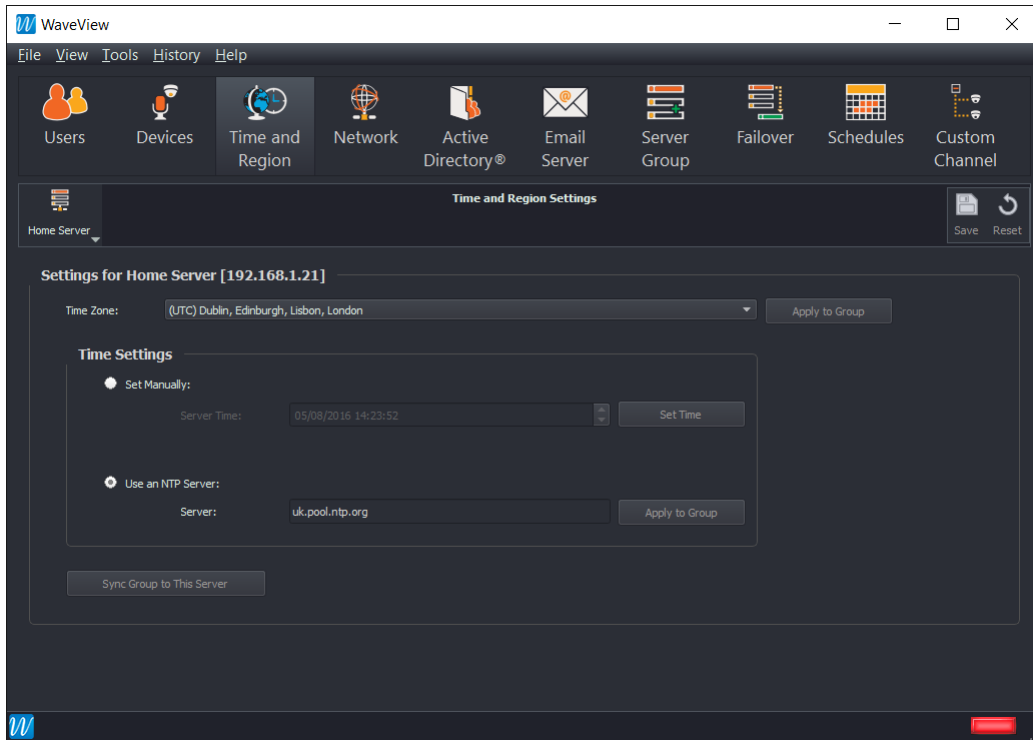 WaveView
File View Tools History Help
Users Devices Time and Region Network Active Directory® Email Server Server Group Failover Schedules Custom Channel
Home Server
Time and Region Settings
Save Reset
Settings for Home Server [192.168.1.21]
Time Zone: (UTC) Dublin, Edinburgh, Lisbon, London Apply to Group
Time Settings
Set Manually:
Server Time: 05/08/2016 14:23:52 Set Time
Use an NTP Server:
Server: uk.pool.ntp.org Apply to Group
Sync Group to This Server